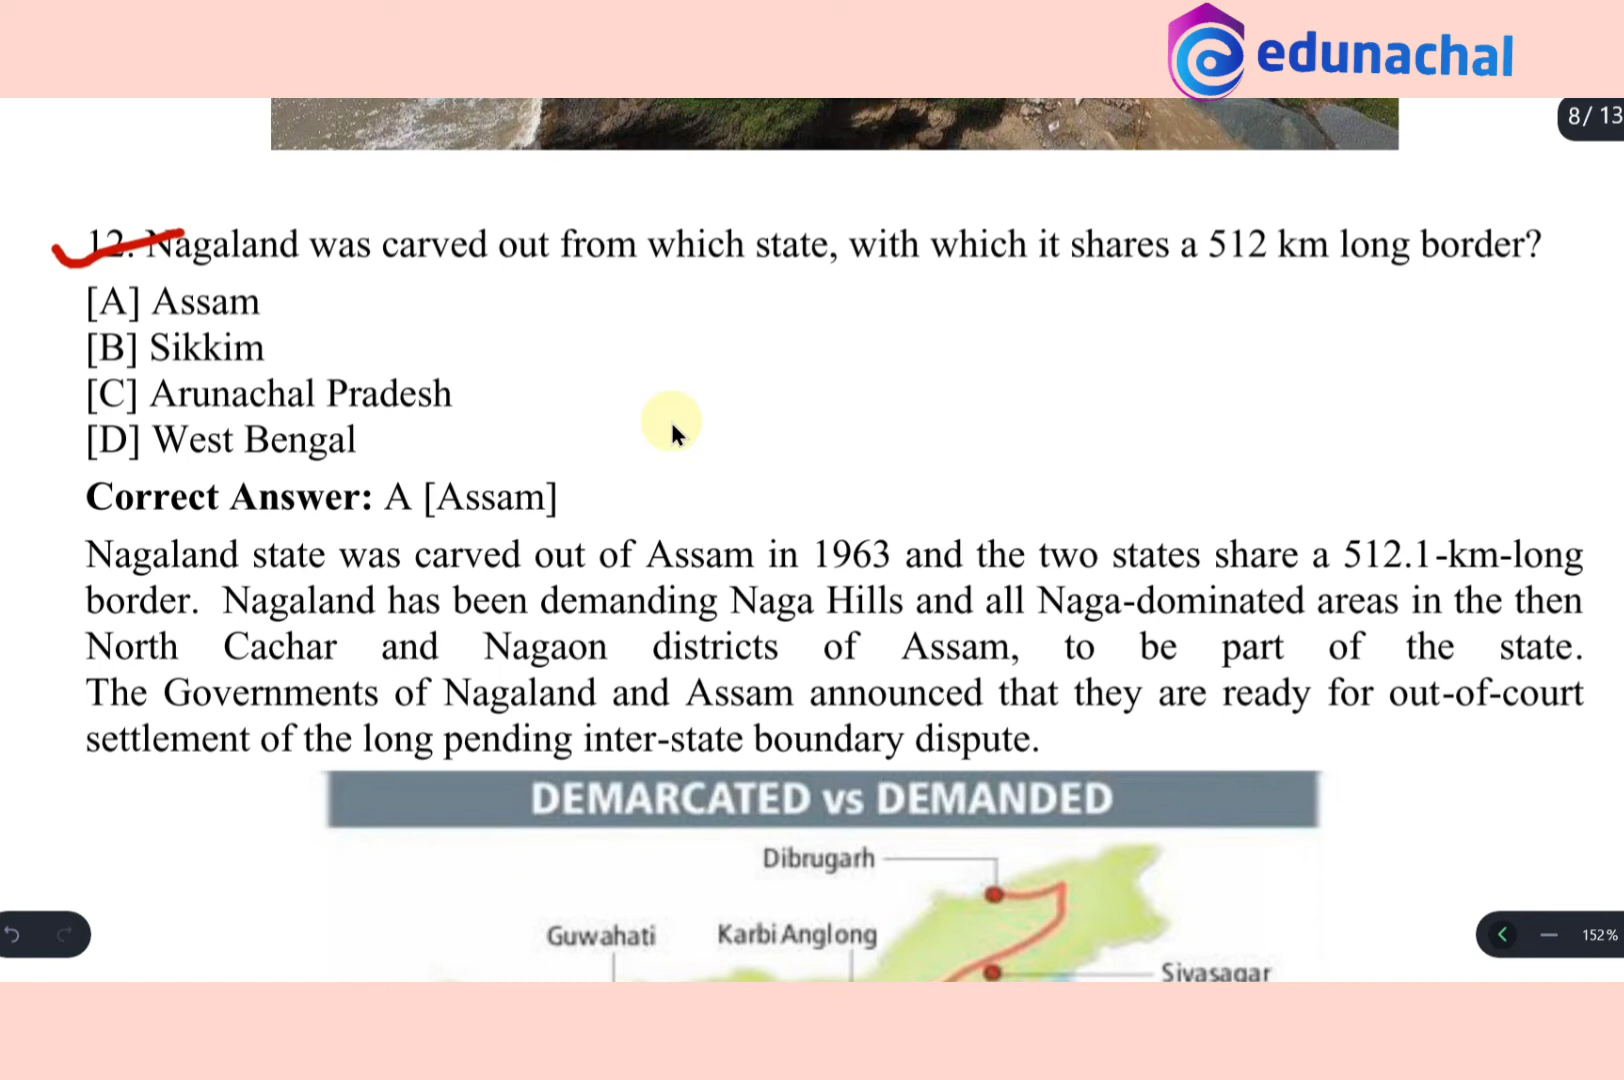 edunachal
8/ 13
12. Nagaland was carved out from which state, with which it shares a 512 km long border?
[A] Assam
[B] Sikkim
[C] Arunachal Pradesh
[D] West Bengal
Correct Answer: A [Assam]
Nagaland state was carved out of Assam in 1963 and the two states share a 512.1-km-long
border. Nagaland has been demanding Naga Hills and all Naga-dominated areas in the then
North Cachar and Nagaon districts of Assam, to be part of the state.
The Governments of Nagaland and Assam announced that they are ready for out-of-court
settlement of the long pending inter-state boundary dispute.
DEMARCATED vs DEMANDED
Dibrugarh
Guwahati
Karbi Anglong
152%
Sivasagar